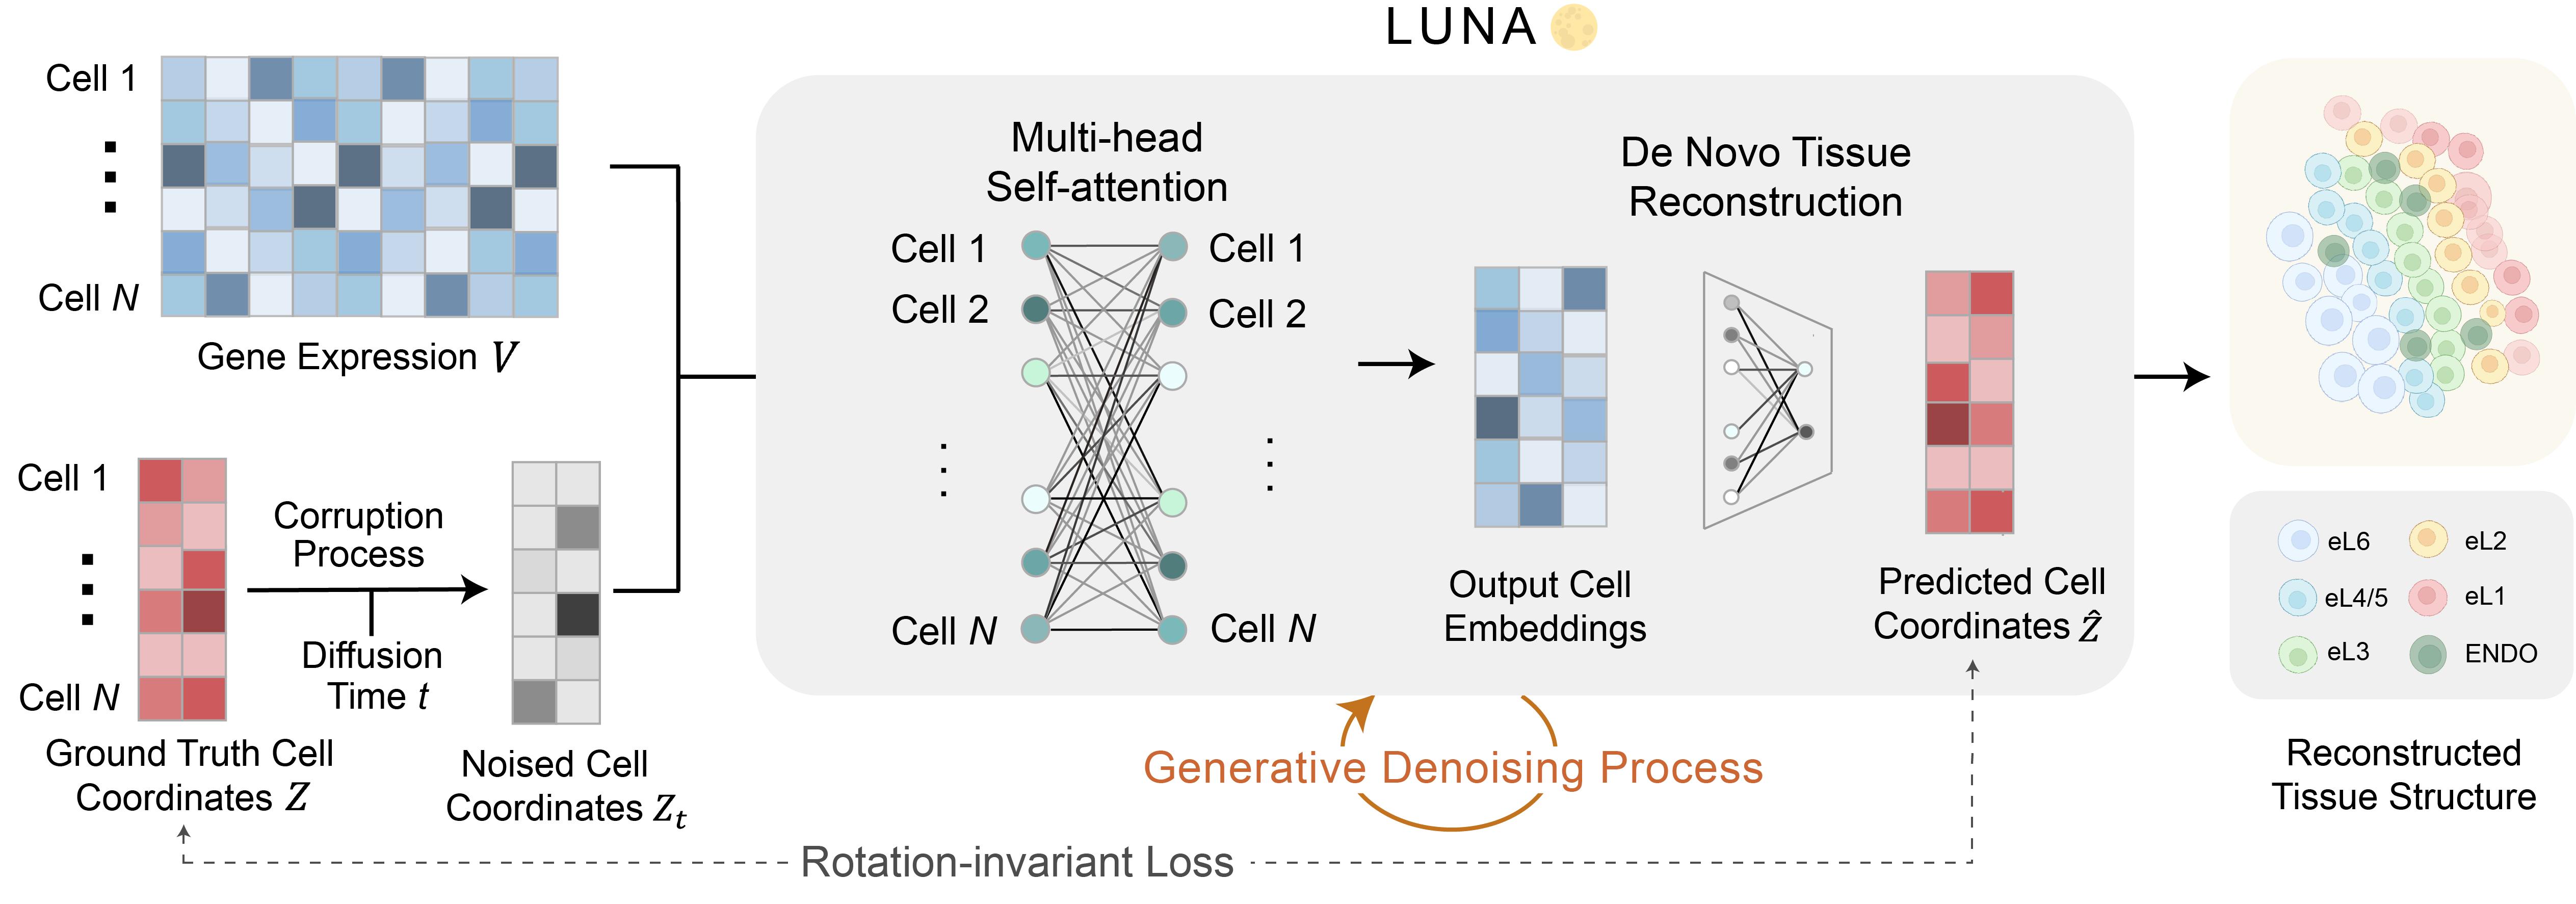 LUNA
Cell 1
Cell N
Gene Expression V
Cell 1
Cell N
Corruption
Process
Diffusion
Time t
Ground Truth Cell
Coordinates Z
Noised Cell
Coordinates Zₜ
Multi-head
Self-attention
Cell 1
Cell 2
Cell N
Cell 1
Cell 2
Cell N
De Novo Tissue
Reconstruction
Output Cell
Embeddings
Predicted Cell
Coordinates Ẑ
Generative Denoising Process
Rotation-invariant Loss
eL6
eL2
eL4/5
eL1
eL3
ENDO
Reconstructed
Tissue Structure